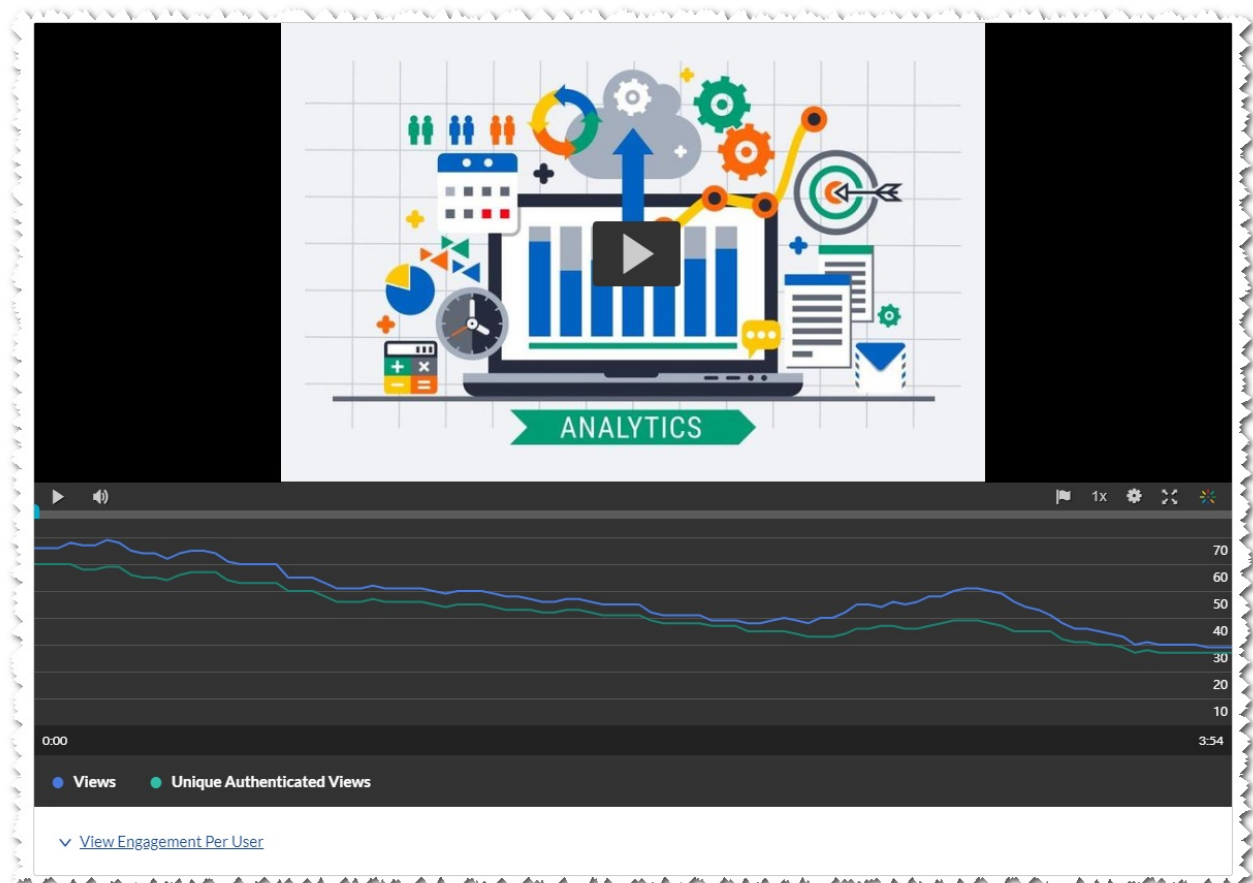 ANALYTICS
1x
70
60
50
40
30
20
10
0:00 3:54
Views Unique Authenticated Views
View Engagement Per User